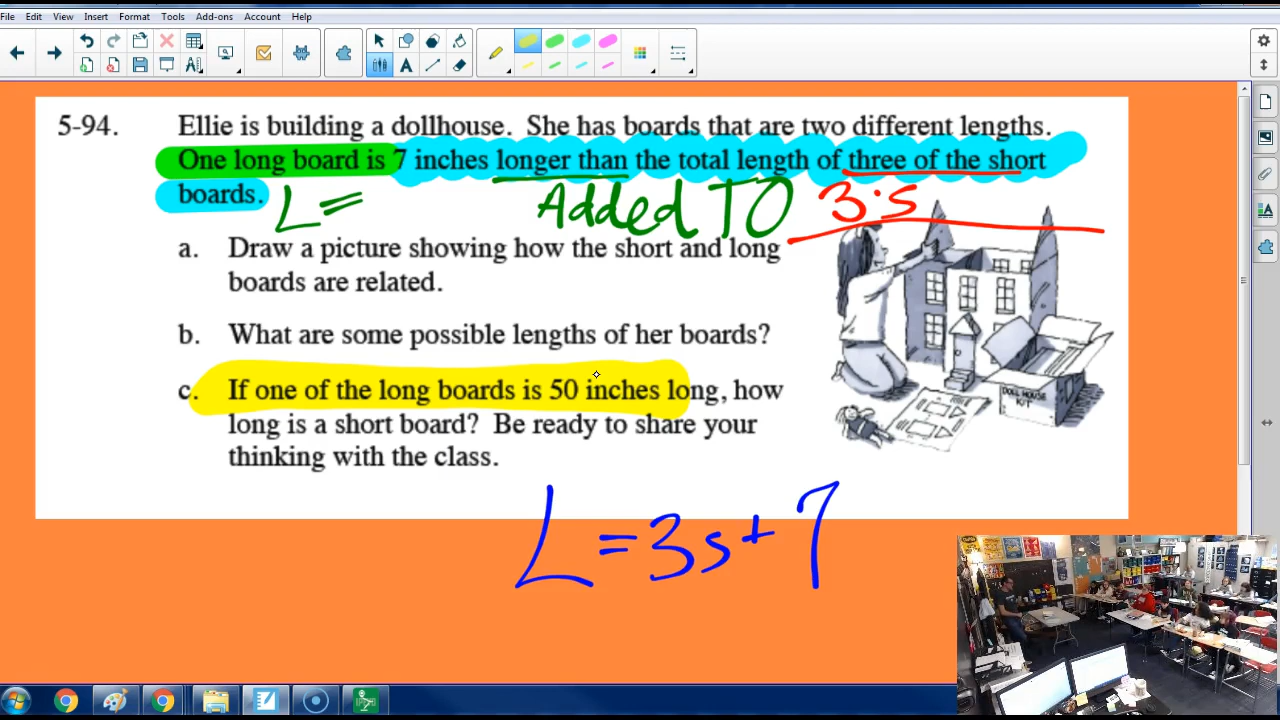 File Edit View Insert Format Tools Add-ons Account Help
5-94. Ellie is building a dollhouse. She has boards that are two different lengths.
One long board is 7 inches longer than the total length of three of the short
boards.
L= Added TO 3·s
a. Draw a picture showing how the short and long
boards are related.
b. What are some possible lengths of her boards?
c. If one of the long boards is 50 inches long, how
long is a short board? Be ready to share your
thinking with the class.
DOLL HOUSE
KIT
L=3s+7